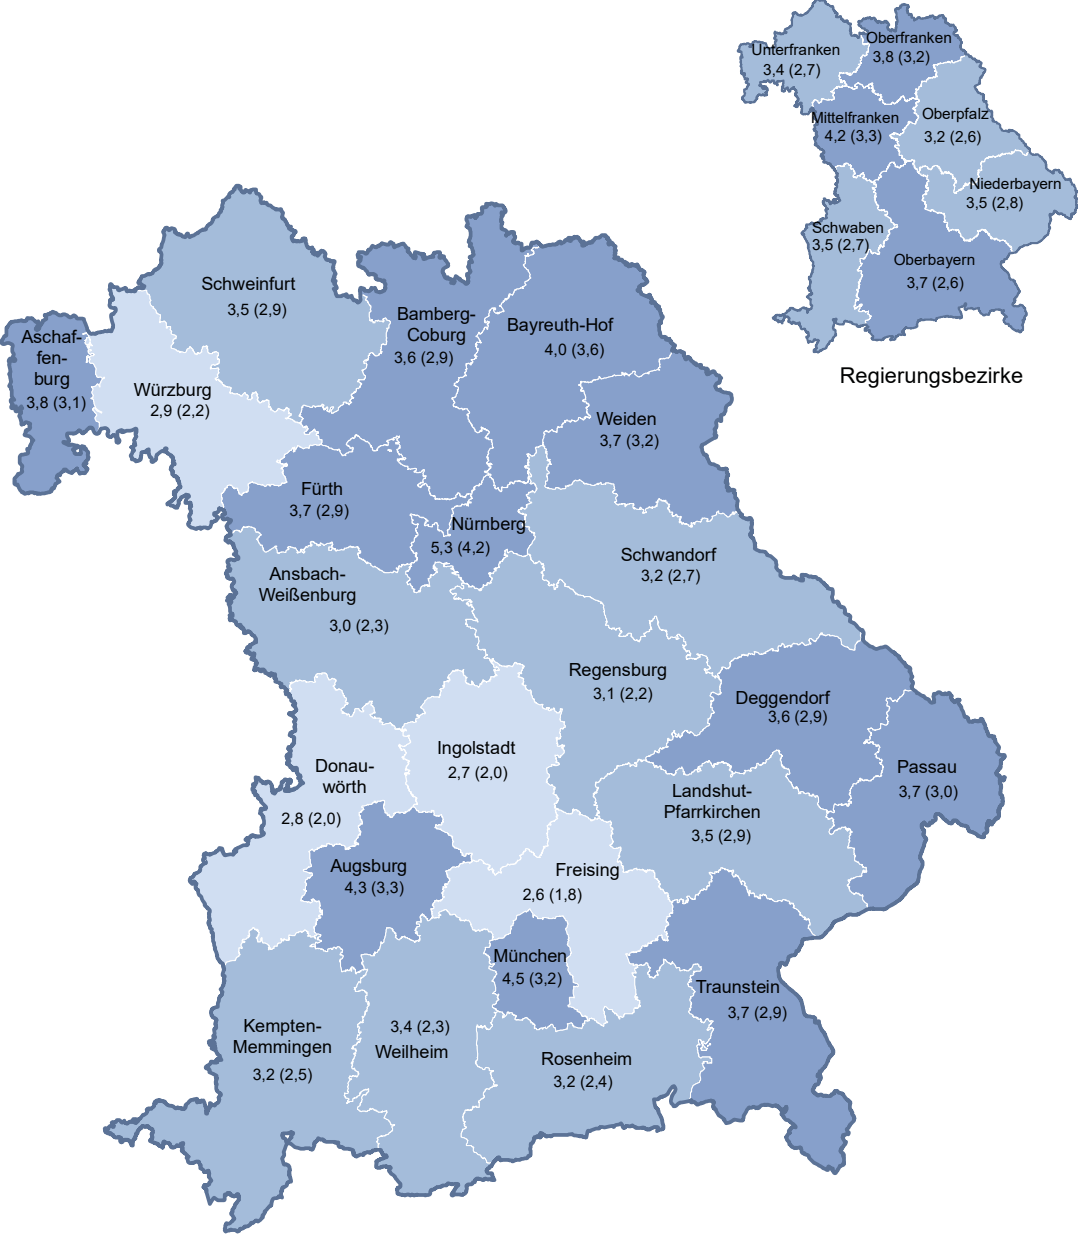 Unterfranken
3,4 (2,7)
Oberfranken
3,8 (3,2)
Mittelfranken
4,2 (3,3)
Oberpfalz
3,2 (2,6)
Niederbayern
3,5 (2,8)
Schwaben
3,5 (2,7)
Oberbayern
3,7 (2,6)
Regierungsbezirke
Schweinfurt
3,5 (2,9)
Bamberg-
Coburg
3,6 (2,9)
Bayreuth-Hof
4,0 (3,6)
Aschaf-
fen-
burg
3,8 (3,1)
Würzburg
2,9 (2,2)
Weiden
3,7 (3,2)
Fürth
3,7 (2,9)
Nürnberg
5,3 (4,2)
Schwandorf
3,2 (2,7)
Ansbach-
Weißenburg
3,0 (2,3)
Regensburg
3,1 (2,2)
Deggendorf
3,6 (2,9)
Ingolstadt
2,7 (2,0)
Donau-
wörth
2,8 (2,0)
Passau
3,7 (3,0)
Landshut-
Pfarrkirchen
3,5 (2,9)
Augsburg
4,3 (3,3)
Freising
2,6 (1,8)
München
4,5 (3,2)
Traunstein
3,7 (2,9)
Kempten-
Memmingen
3,2 (2,5)
3,4 (2,3)
Weilheim
Rosenheim
3,2 (2,4)